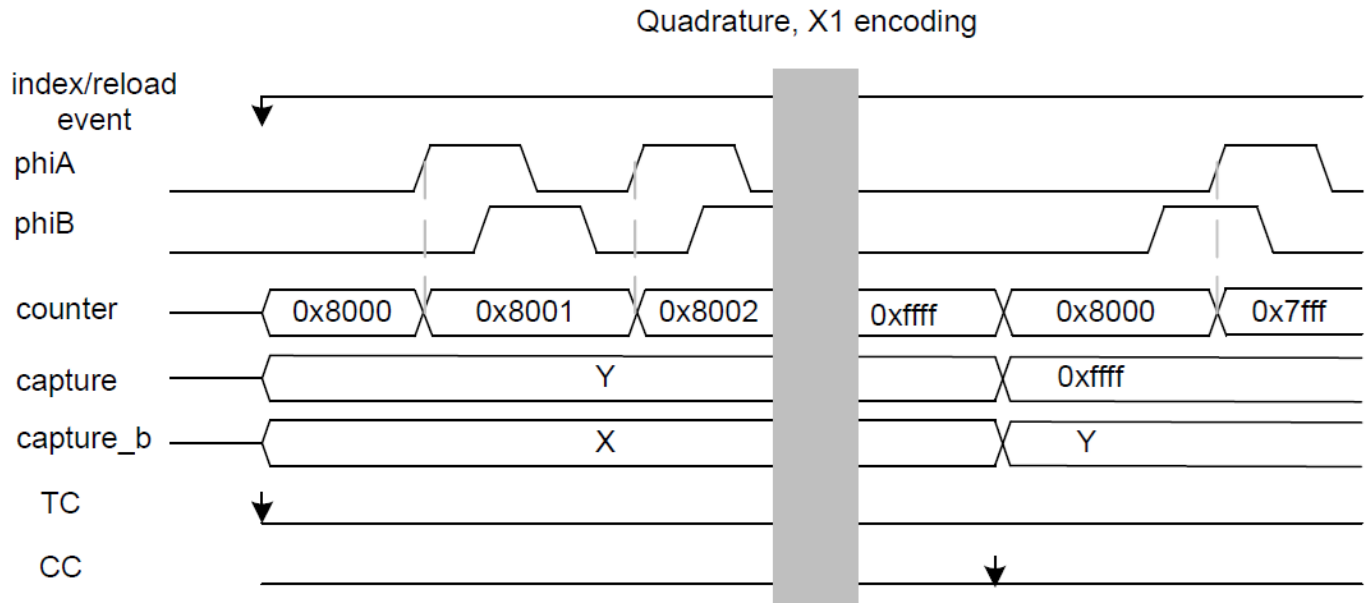 Quadrature, X1 encoding
index/reload
event
phiA
phiB
counter 0x8000 0x8001 0x8002 0xffff 0x8000 0x7fff
capture Y 0xffff
capture_b X Y
TC
CC